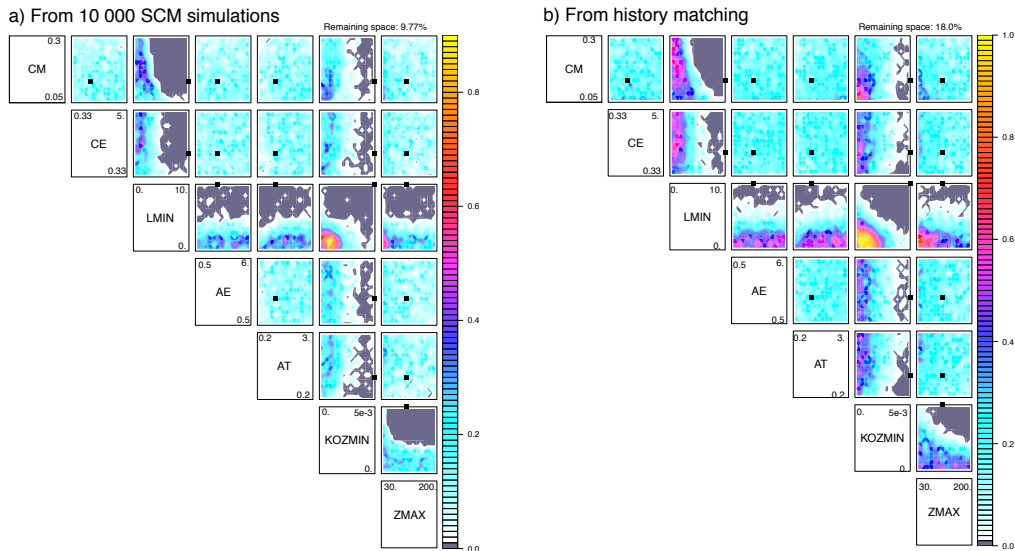 a) From 10 000 SCM simulations
Remaining space: 9.77%
0.3
CM
0.05
0.33 5.
CE
0.33
0. 10.
LMIN
0.
0.5 6.
AE
0.5
0.2 3.
AT
0.2
0. 5e-3
KOZMIN
0.
30. 200.
ZMAX
0.8
0.6
0.4
0.2
0.0
b) From history matching
Remaining space: 18.0%
0.3
CM
0.05
0.33 5.
CE
0.33
0. 10.
LMIN
0.
0.5 6.
AE
0.5
0.2 3.
AT
0.2
0. 5e-3
KOZMIN
0
30. 200.
ZMAX
1.0
0.8
0.6
0.4
0.2
0.0